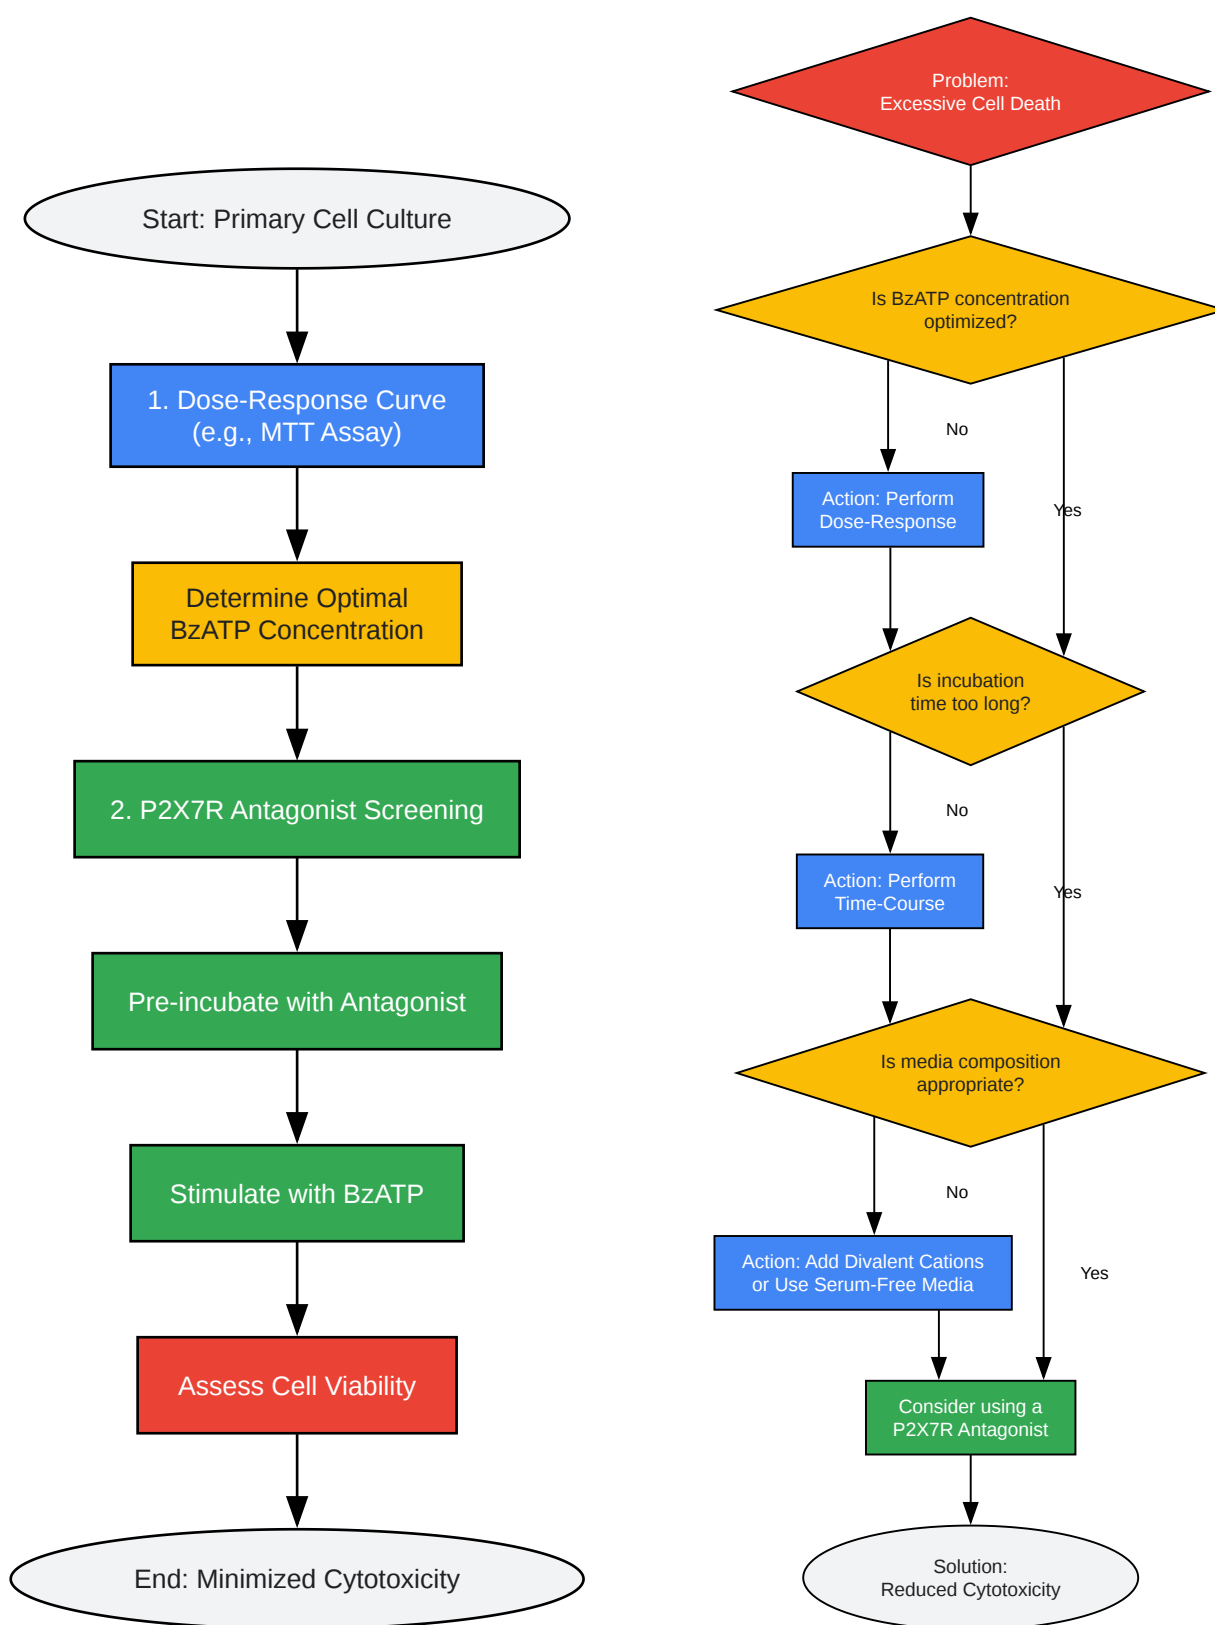 Start: Primary Cell Culture
1. Dose-Response Curve
(e.g., MTT Assay)
Determine Optimal
BzATP Concentration
2. P2X7R Antagonist Screening
Pre-incubate with Antagonist
Stimulate with BzATP
Assess Cell Viability
End: Minimized Cytotoxicity
Problem:
Excessive Cell Death
Is BzATP concentration
optimized?
No
Action: Perform
Dose-Response
Yes
Is incubation
time too long?
No
Action: Perform
Time-Course
Yes
Is media composition
appropriate?
No
Action: Add Divalent Cations
or Use Serum-Free Media
Yes
Consider using a
P2X7R Antagonist
Solution:
Reduced Cytotoxicity